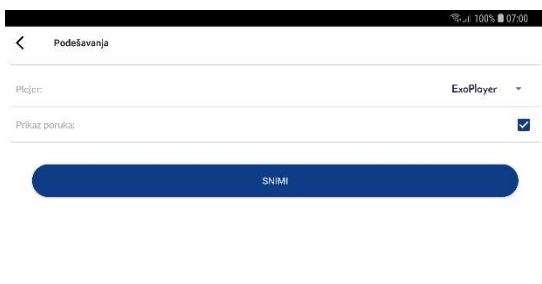 100% 07:00
Podešavanja
Plejer: ExoPlayer
Prikaz poruka:
SNIMI